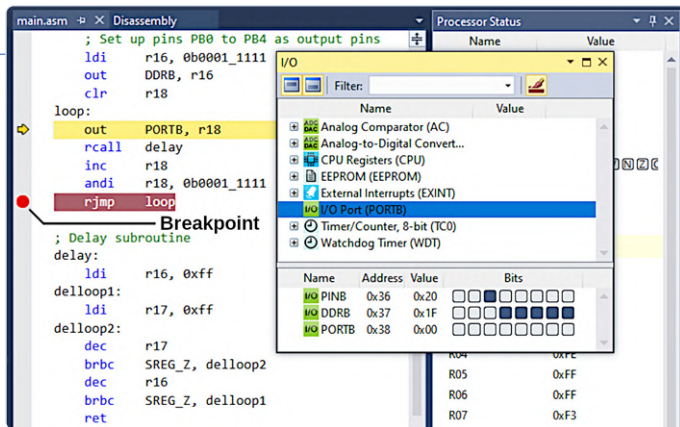 main.asm Disassembly
; Set up pins PB0 to PB4 as output pins
ldi r16, 0b0001_1111
out DDRB, r16
clr r18
loop:
out PORTB, r18
rcall delay
inc r18
andi r18, 0b0001_1111
rjmp loop
Breakpoint
; Delay subroutine
delay:
ldi r16, 0xff
delloop1:
ldi r17, 0xff
delloop2:
dec r17
brbc SREG_Z, delloop2
dec r16
brbc SREG_Z, delloop1
ret
I/O
Filter:
Name Value
ADC DAC Analog Comparator (AC)
ADC DAC Analog-to-Digital Convert...
CPU Registers (CPU)
EEPROM (EEPROM)
External Interrupts (EXINT)
I/O I/O Port (PORTB)
Timer/Counter, 8-bit (TC0)
Watchdog Timer (WDT)
Name Address Value Bits
I/O PINB 0x36 0x20
I/O DDRB 0x37 0x1F
I/O PORTB 0x38 0x00
Processor Status
Name Value
N Z C
R05 0xFF
R06 0xFF
R07 0xF3